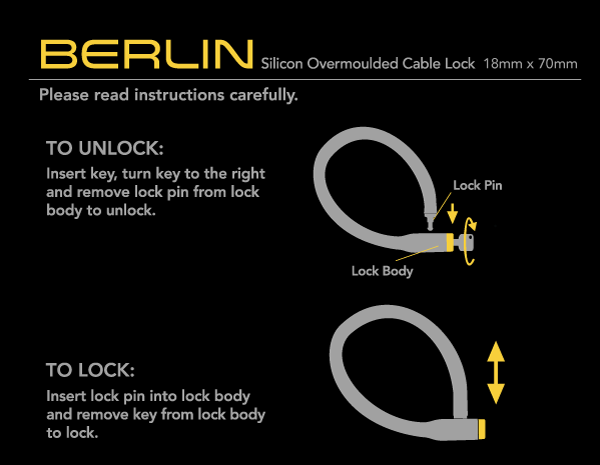 BERLIN Silicon Overmoulded Cable Lock 18mm x 70mm
Please read instructions carefully.
TO UNLOCK:
Insert key, turn key to the right
and remove lock pin from lock
body to unlock.
Lock Pin
Lock Body
TO LOCK:
Insert lock pin into lock body
and remove key from lock body
to lock.